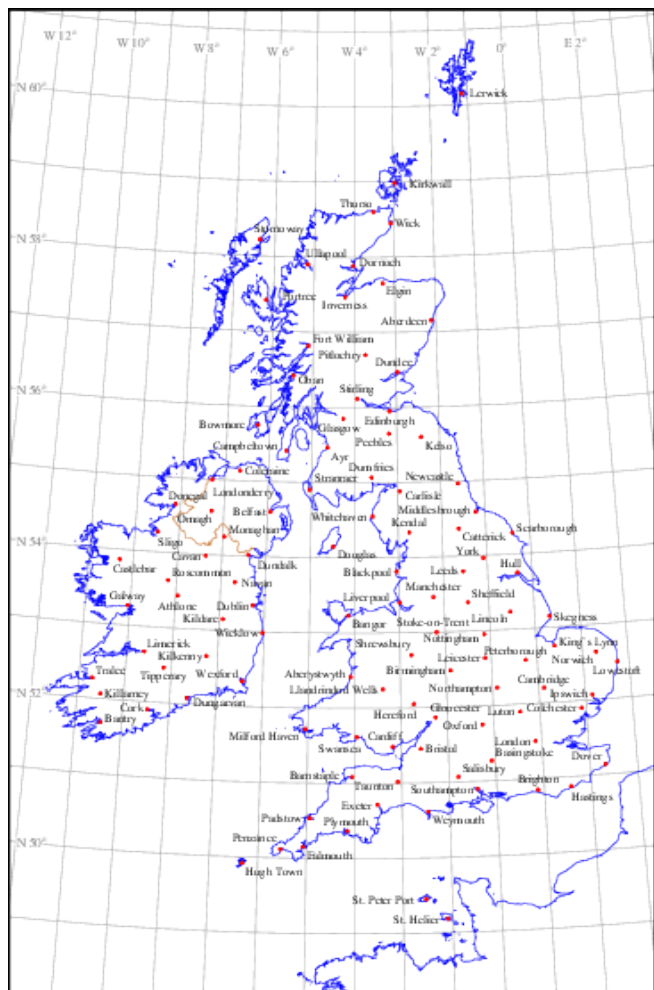 W 12° W 10° W 8° W 6° W 4° W 2° 0° E 2°
N 60°
Lerwick
Kirkwall
Thurso
Wick
N 58°
Stornoway
Ullapool
Dornoch
Elgin
Portree
Inverness
Aberdeen
Fort William
Pitlochry
Dundee
Oban
N 56°
Stirling
Bowmore
Glasgow
Edinburgh
Campbeltown
Peebles
Kelso
Ayr
Coleraine
Dumfries
Stranraer
Newcastle
Donegal
Londonderry
Carlisle
Omagh
Belfast
Whitehaven
Middlesbrough
Monaghan
Kendal
Catterick
Scarborough
N 54°
Sligo
Cavan
Dundalk
Douglas
York
Hull
Castlebar
Roscommon
Navan
Blackpool
Leeds
Galway
Athlone
Dublin
Liverpool
Manchester
Sheffield
Kildare
Bangor
Stoke-on-Trent
Lincoln
Skegness
Wicklow
Nottingham
Limerick
Kilkenny
Shrewsbury
Leicester
Peterborough
King's Lynn
Norwich
Lowestoft
Tralee
Tipperary
Wexford
Aberystwyth
Birmingham
Cambridge
N 52°
Killarney
Llandrindod Wells
Northampton
Ipswich
Cork
Dungarvan
Hereford
Gloucester
Luton
Colchester
Bantry
Oxford
Milford Haven
Swansea
Cardiff
Bristol
London
Basingstoke
Dover
Barnstaple
Taunton
Salisbury
Southampton
Brighton
Hastings
Exeter
Padstow
Plymouth
Weymouth
N 50°
Penzance
Falmouth
Hugh Town
St. Peter Port
St. Helier